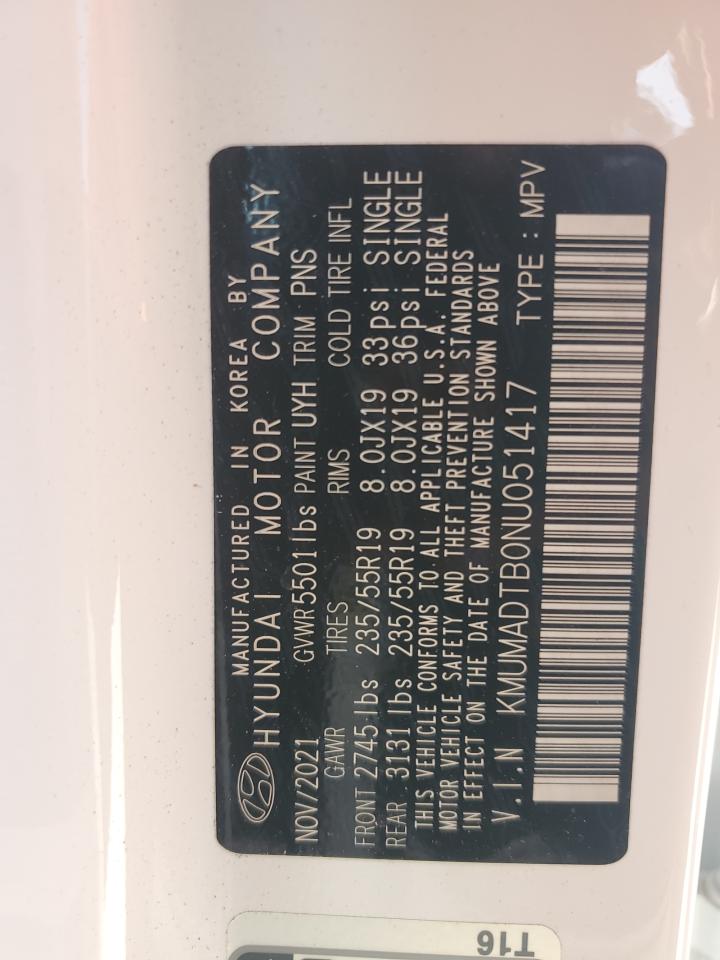 MANUFACTURED IN KOREA BY
HYUNDAI MOTOR COMPANY
NOV/2021 GVWR 5501 lbs PAINT UYH TRIM PNS
GAWR TIRES RIMS COLD TIRE INFL
FRONT 2745 lbs 235/55R19 8.0JX19 33psi SINGLE
REAR 3131 lbs 235/55R19 8.0JX19 36psi SINGLE
THIS VEHICLE CONFORMS TO ALL APPLICABLE U.S.A. FEDERAL
MOTOR VEHICLE SAFETY AND THEFT PREVENTION STANDARDS
IN EFFECT ON THE DATE OF MANUFACTURE SHOWN ABOVE
V.I.N KMUMADTB0NU051417 TYPE : MPV
T16